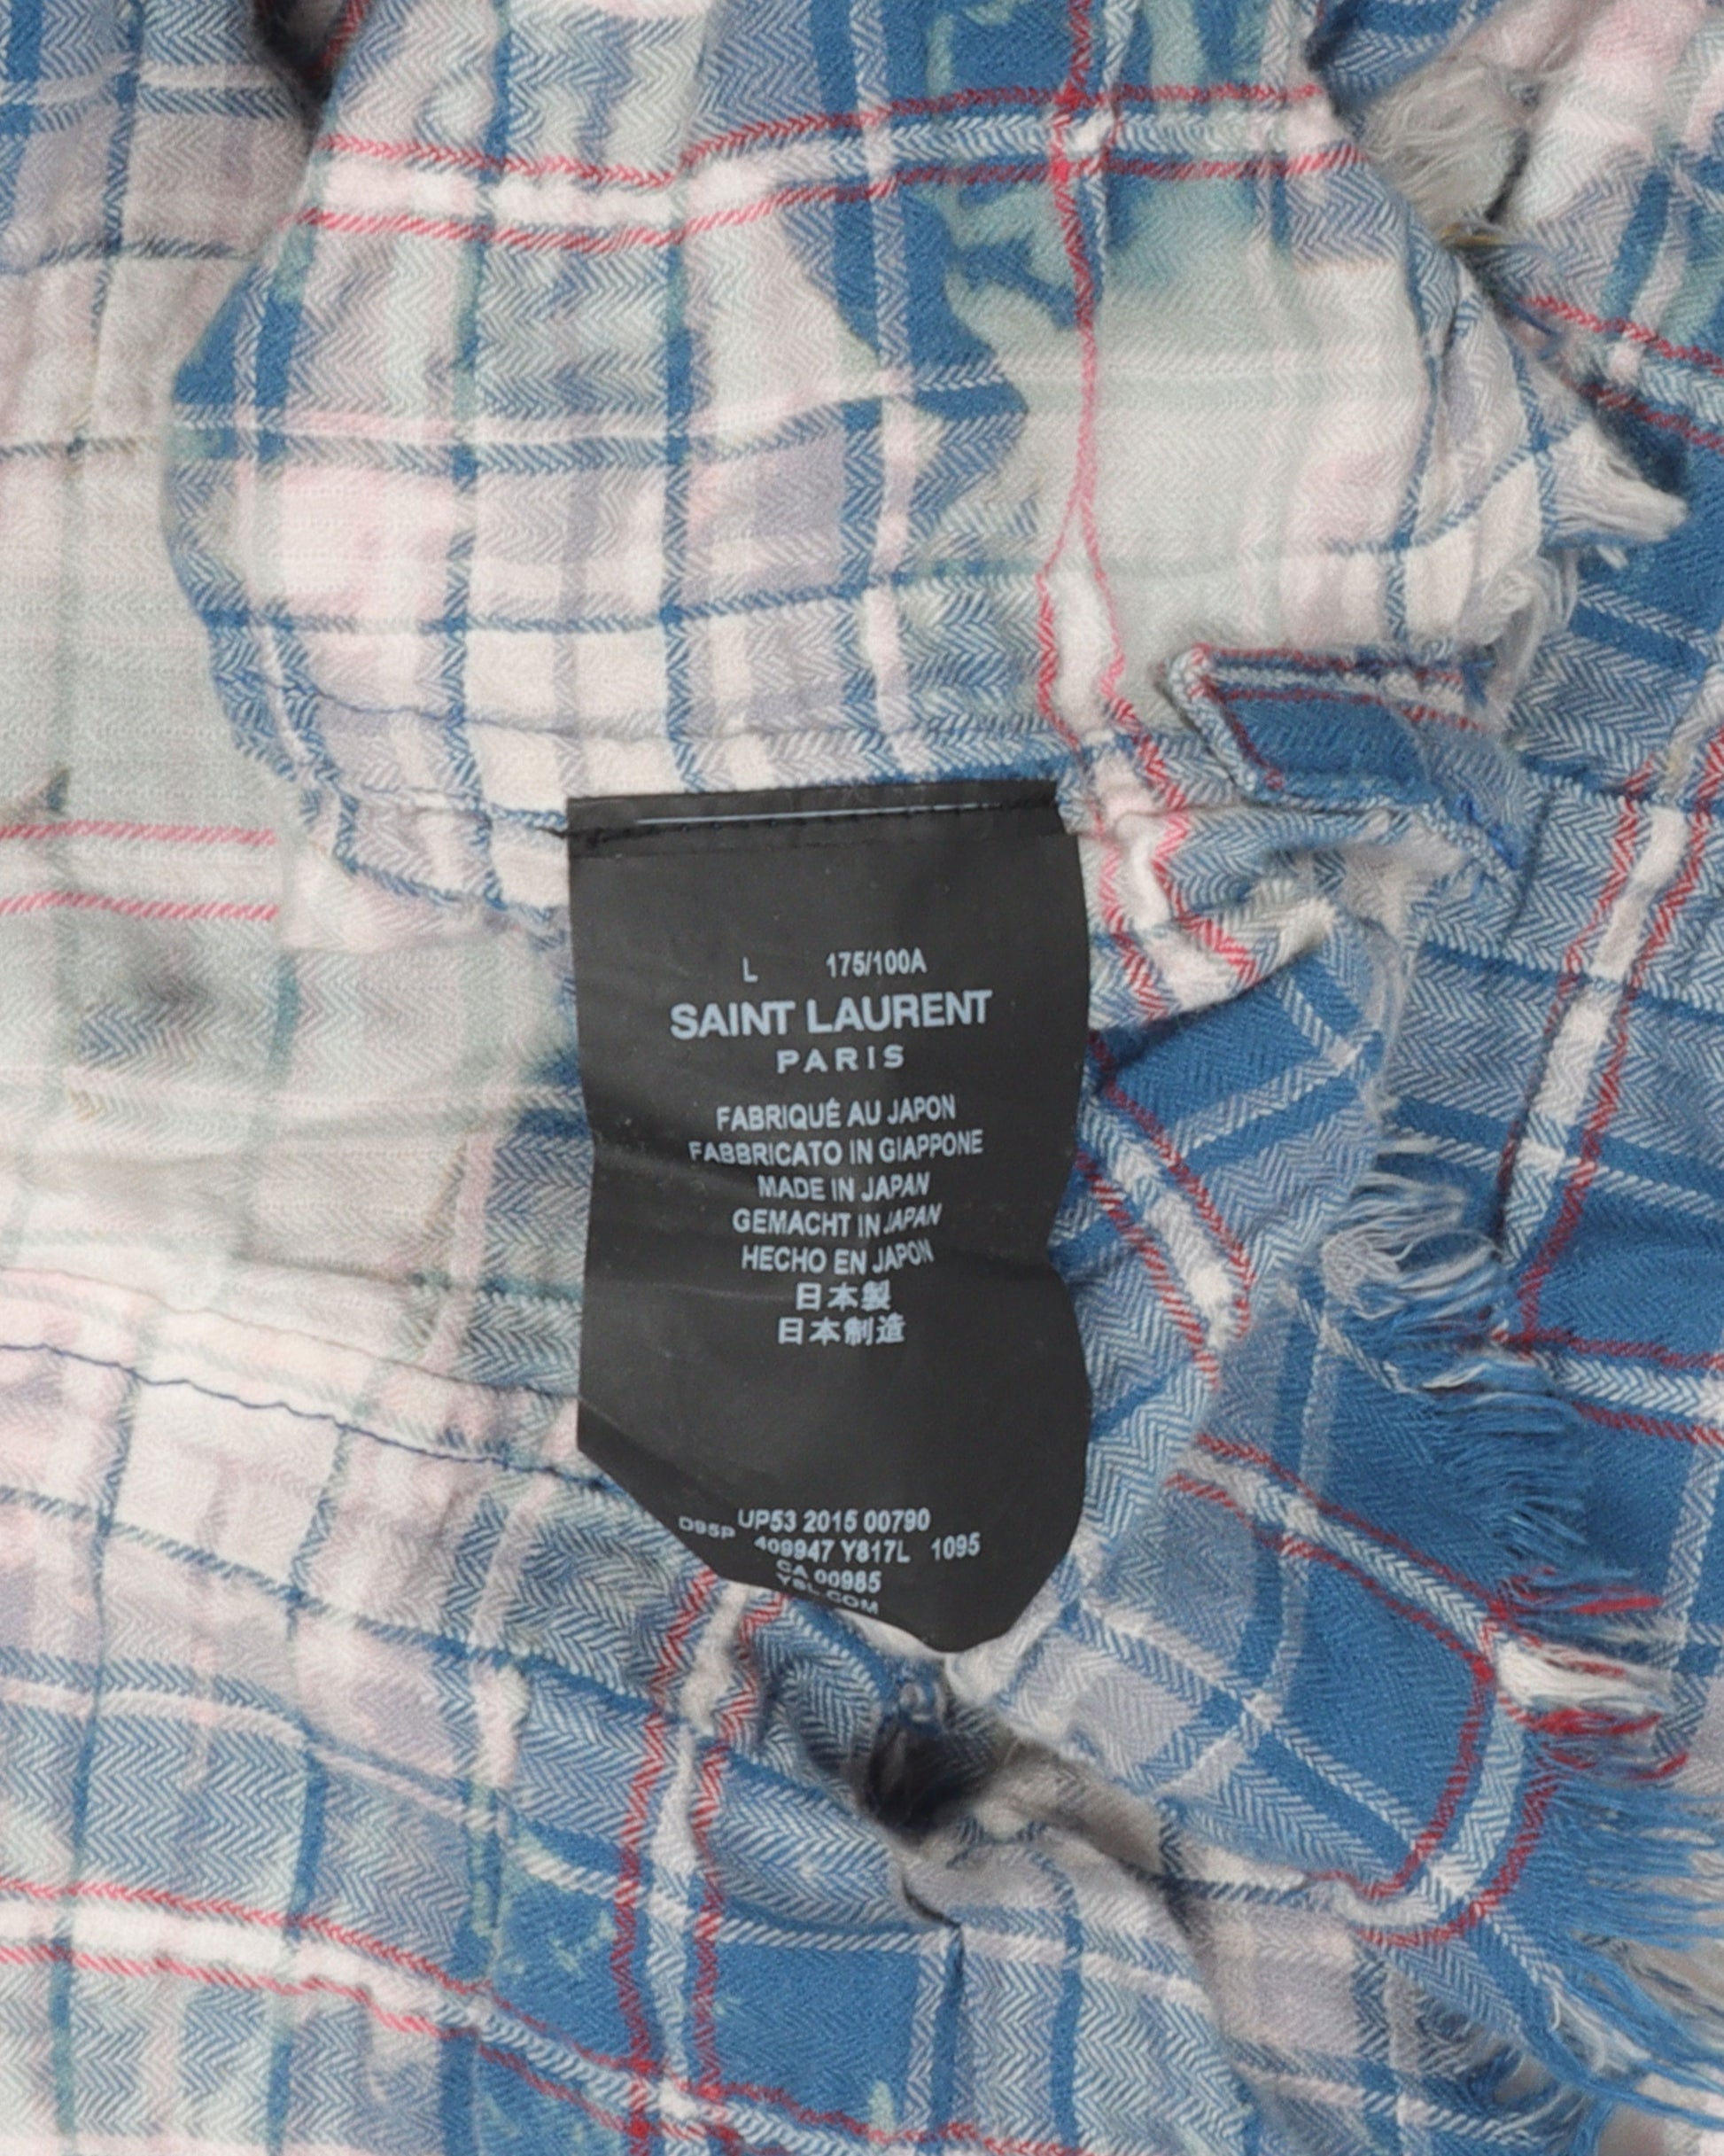 L 175/100A
SAINT LAURENT
PARIS
FABRIQUÉ AU JAPON
FABBRICATO IN GIAPPONE
MADE IN JAPAN
GEMACHT IN JAPAN
HECHO EN JAPON
日本製
日本制造
UP53 2015 00790
D95P 409947 Y817L 1095
CA 00985
YSL.COM